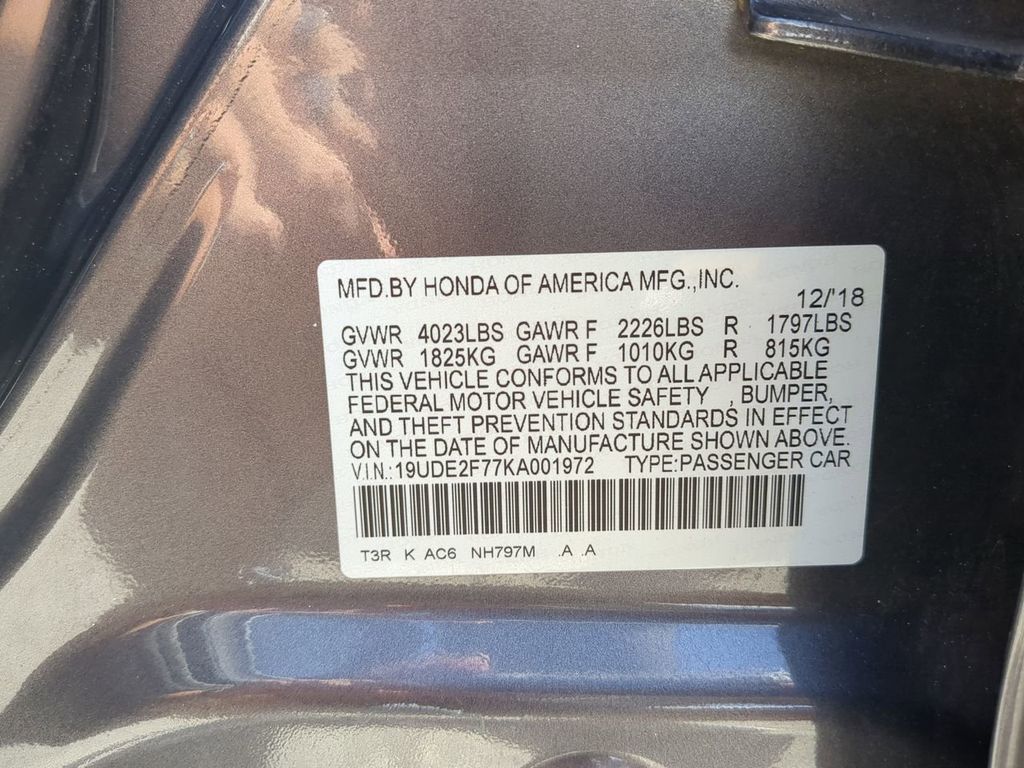 MFD.BY HONDA OF AMERICA MFG.,INC.
12/'18
GVWR 4023LBS GAWR F 2226LBS R 1797LBS
GVWR 1825KG GAWR F 1010KG R 815KG
THIS VEHICLE CONFORMS TO ALL APPLICABLE
FEDERAL MOTOR VEHICLE SAFETY , BUMPER,
AND THEFT PREVENTION STANDARDS IN EFFECT
ON THE DATE OF MANUFACTURE SHOWN ABOVE.
V.I.N.: 19UDE2F77KA001972 TYPE:PASSENGER CAR
T3R K AC6 NH797M .A .A